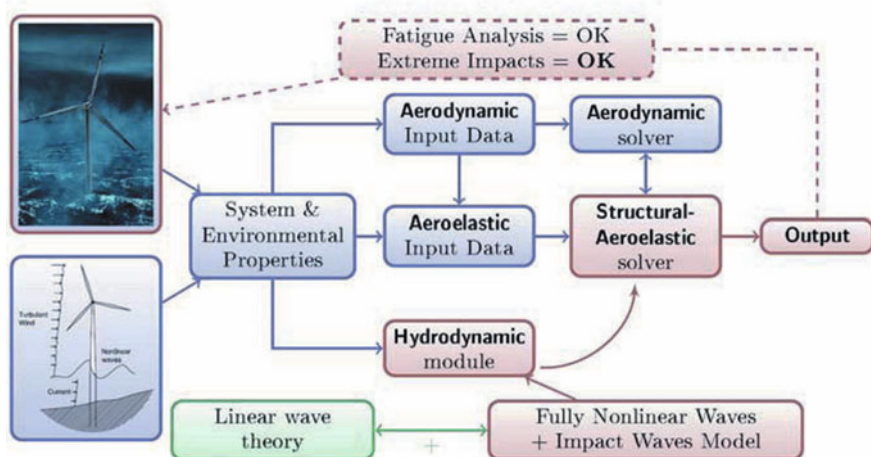 Fatigue Analysis = OK
Extreme Impacts = OK
Aerodynamic
Input Data
Aerodynamic
solver
System &
Environmental
Properties
Aeroelastic
Input Data
Structural-
Aeroelastic
solver
Output
Turbulent
Wind
Nonlinear
waves
Current
Hydrodynamic
module
Linear wave
theory
+
Fully Nonlinear Waves
+ Impact Waves Model